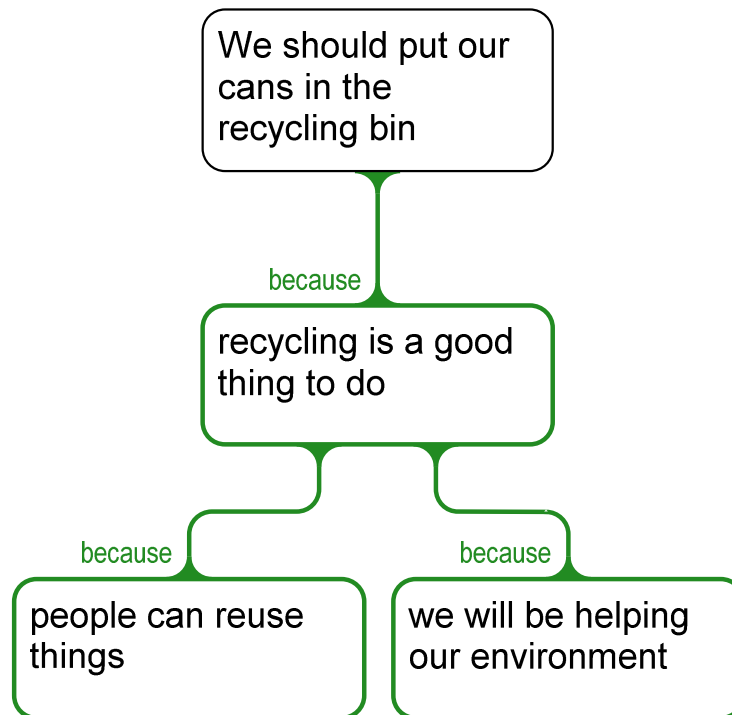 We should put our
cans in the
recycling bin
because
recycling is a good
thing to do
because
people can reuse
things
because
we will be helping
our environment